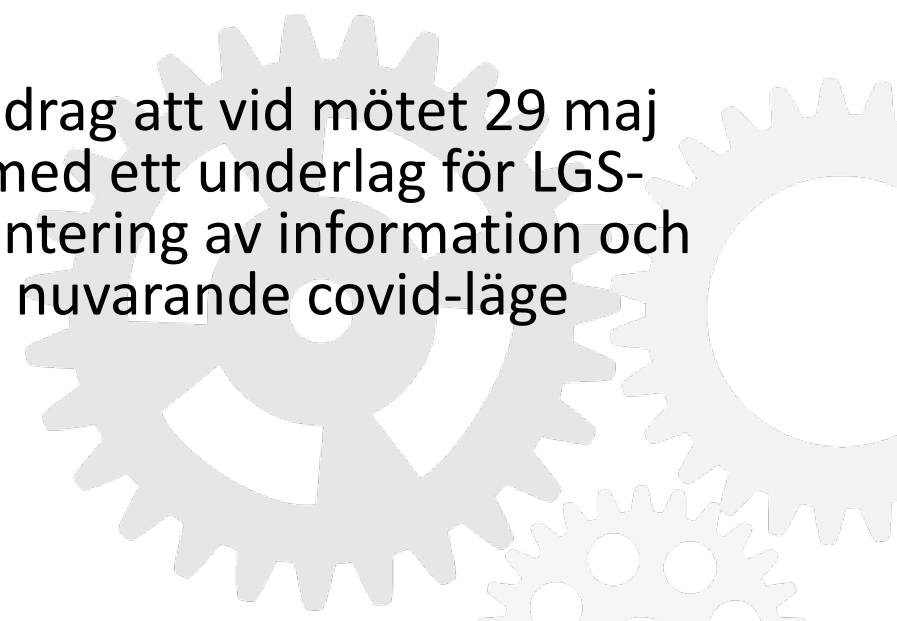 drag att vid mötet 29 maj
med ett underlag för LGS-
ntering av information och
nuvarande covid-läge